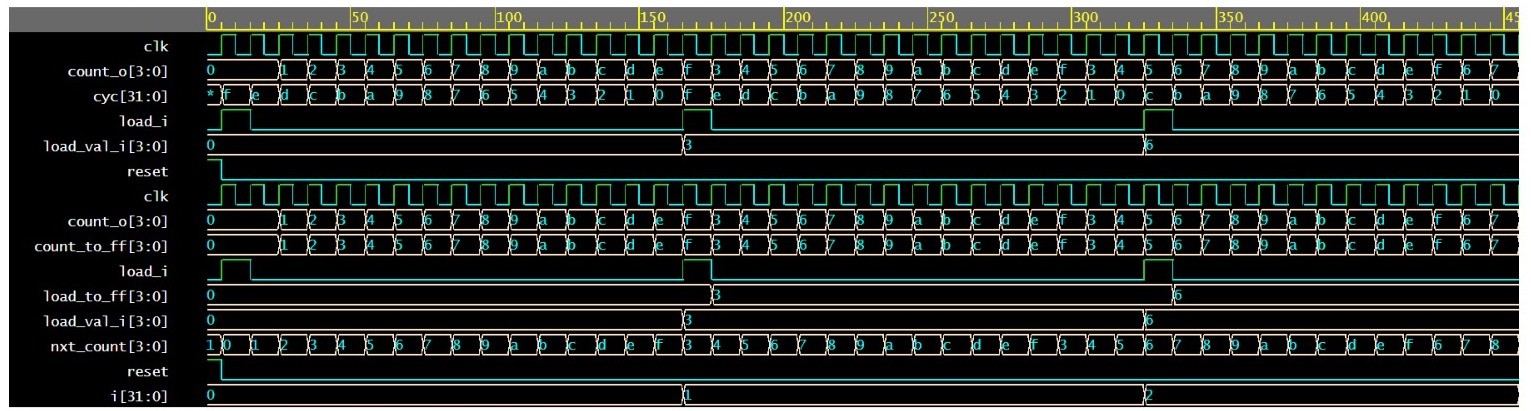 0 50 100 150 200 250 300 350 400 45
clk
count_o[3:0] 0 1 2 3 4 5 6 7 8 9 a b c d e f 3 4 5 6 7 8 9 a b c d e f 3 4 5 6 7 8 9 a b c d e f 6 7
cyc[31:0] * f e d c b a 9 8 7 6 5 4 3 2 1 0 f e d c b a 9 8 7 6 5 4 3 2 1 0 c b a 9 8 7 6 5 4 3 2 1 0
load_i
load_val_i[3:0] 0 3 6
reset
clk
count_o[3:0] 0 1 2 3 4 5 6 7 8 9 a b c d e f 3 4 5 6 7 8 9 a b c d e f 3 4 5 6 7 8 9 a b c d e f 6 7
count_to_ff[3:0] 0 1 2 3 4 5 6 7 8 9 a b c d e f 3 4 5 6 7 8 9 a b c d e f 3 4 5 6 7 8 9 a b c d e f 6 7
load_i
load_to_ff[3:0] 0 3 6
load_val_i[3:0] 0 3 6
nxt_count[3:0] 1 0 1 2 3 4 5 6 7 8 9 a b c d e f 3 4 5 6 7 8 9 a b c d e f 3 4 5 6 7 8 9 a b c d e f 6 7 8
reset
i[31:0] 0 1 2